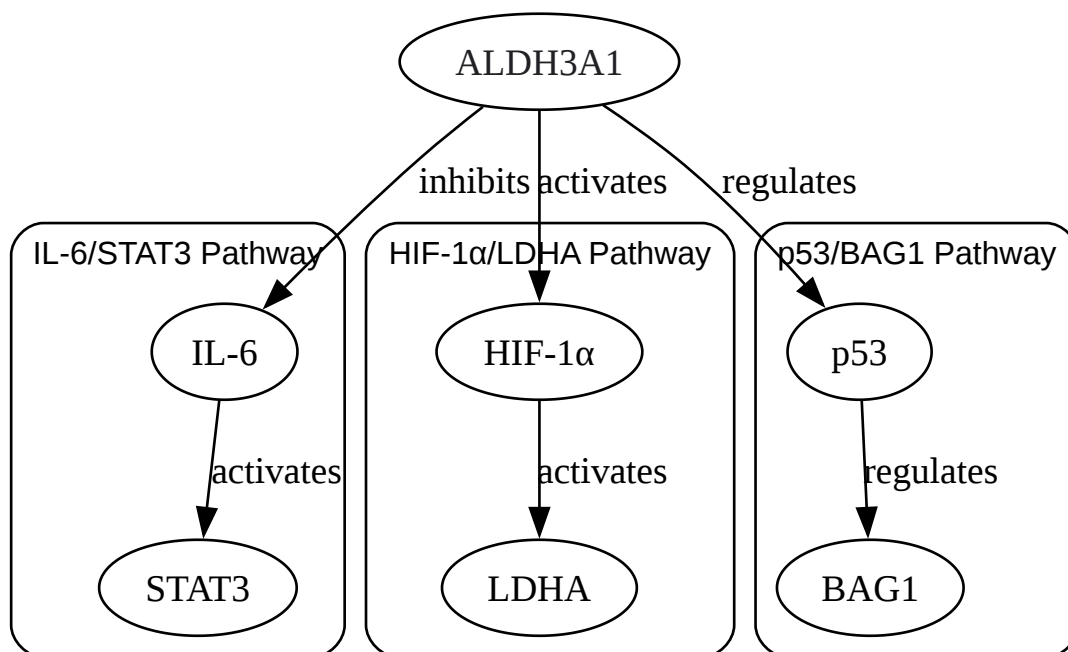 ALDH3A1
inhibits
activates
regulates
IL-6/STAT3 Pathway
HIF-1α/LDHA Pathway
p53/BAG1 Pathway
IL-6
HIF-1α
p53
activates
activates
regulates
STAT3
LDHA
BAG1